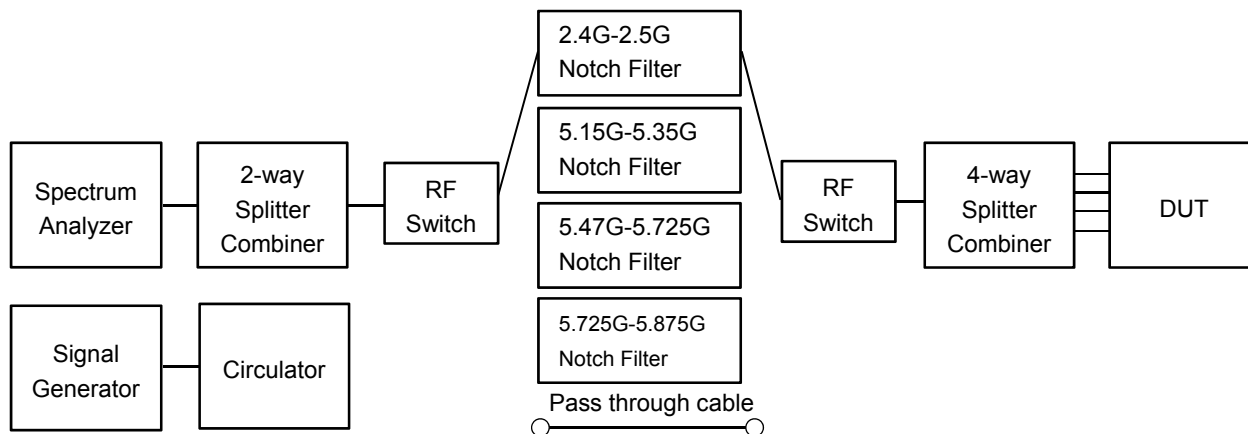 2.4G-2.5G
Notch Filter
5.15G-5.35G
Notch Filter
5.47G-5.725G
Notch Filter
5.725G-5.875G
Notch Filter
Pass through cable
Spectrum
Analyzer
2-way
Splitter
Combiner
RF
Switch
RF
Switch
4-way
Splitter
Combiner
DUT
Signal
Generator
Circulator